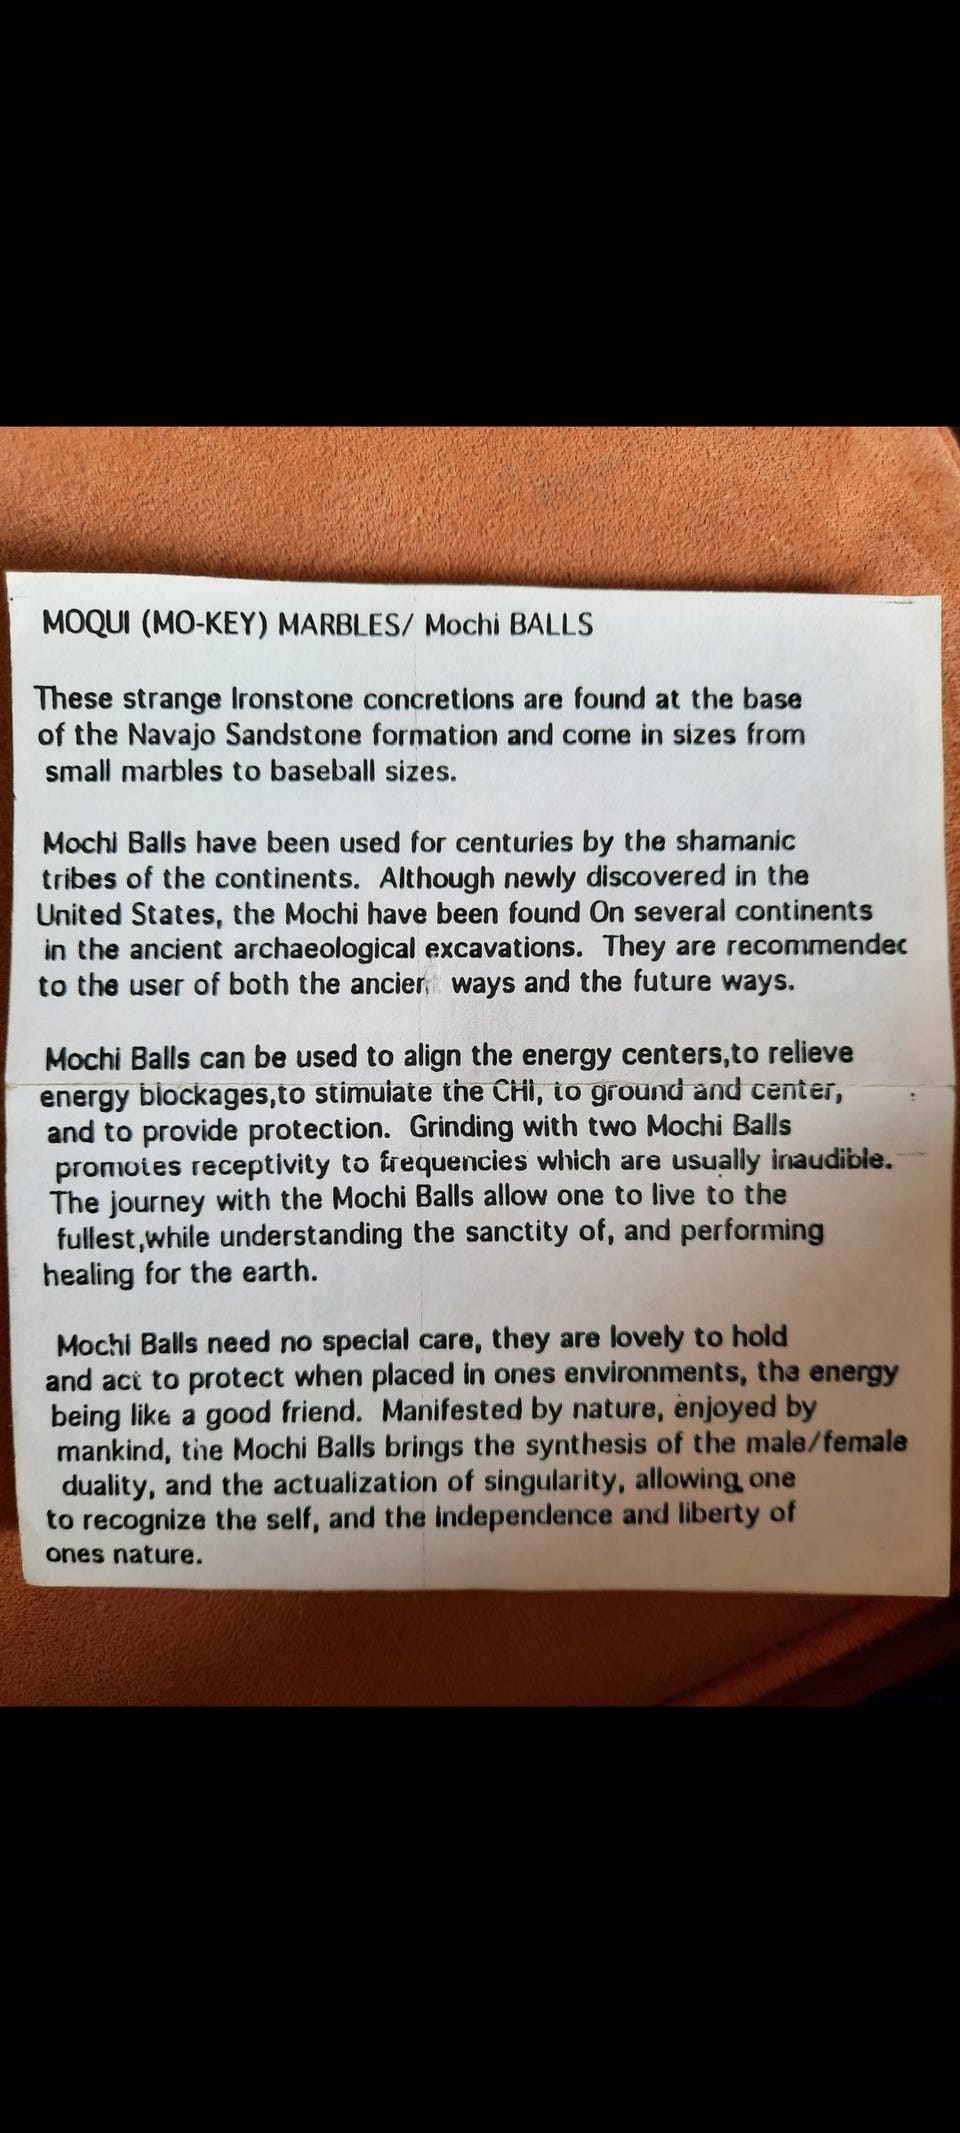 MOQUI (MO-KEY) MARBLES/ Mochi BALLS
These strange Ironstone concretions are found at the base
of the Navajo Sandstone formation and come in sizes from
small marbles to baseball sizes.
Mochi Balls have been used for centuries by the shamanic
tribes of the continents. Although newly discovered in the
United States, the Mochi have been found On several continents
in the ancient archaeological excavations. They are recommended
to the user of both the ancien ways and the future ways.
Mochi Balls can be used to align the energy centers,to relieve
energy blockages,to stimulate the CHI, to ground and center,
and to provide protection. Grinding with two Mochi Balls
promotes receptivity to frequencies which are usually inaudible.
The journey with the Mochi Balls allow one to live to the
fullest,while understanding the sanctity of, and performing
healing for the earth.
Mochi Balls need no special care, they are lovely to hold
and act to protect when placed in ones environments, the energy
being like a good friend. Manifested by nature, enjoyed by
mankind, the Mochi Balls brings the synthesis of the male/female
duality, and the actualization of singularity, allowing one
to recognize the self, and the independence and liberty of
ones nature.